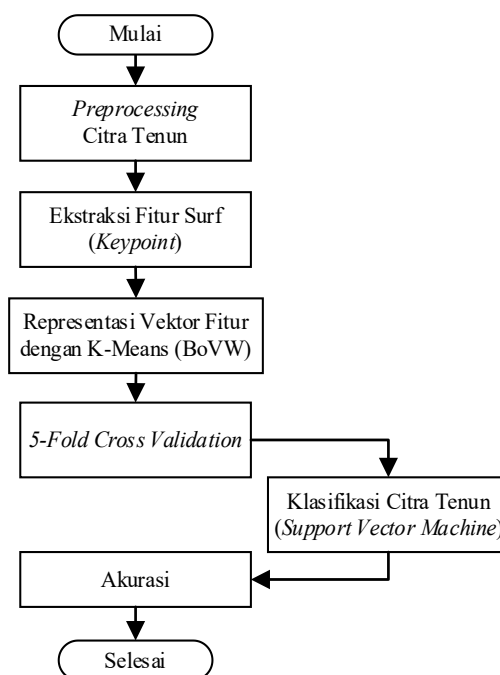 Mulai
Preprocessing
Citra Tenun
Ekstraksi Fitur Surf
(Keypoint)
Representasi Vektor Fitur
dengan K-Means (BoVW)
5-Fold Cross Validation
Klasifikasi Citra Tenun
(Support Vector Machine)
Akurasi
Selesai